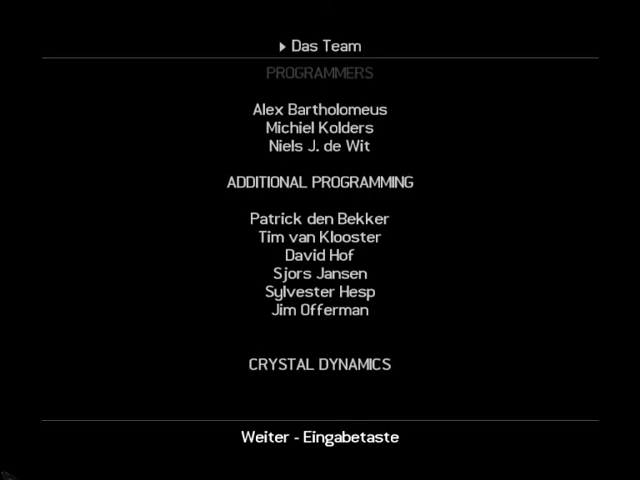 Das Team
PROGRAMMERS
Alex Bartholomeus
Michiel Kolders
Niels J. de Wit
ADDITIONAL PROGRAMMING
Patrick den Bekker
Tim van Klooster
David Hof
Sjors Jansen
Sylvester Hesp
Jim Offerman
CRYSTAL DYNAMICS
Weiter - Eingabetaste